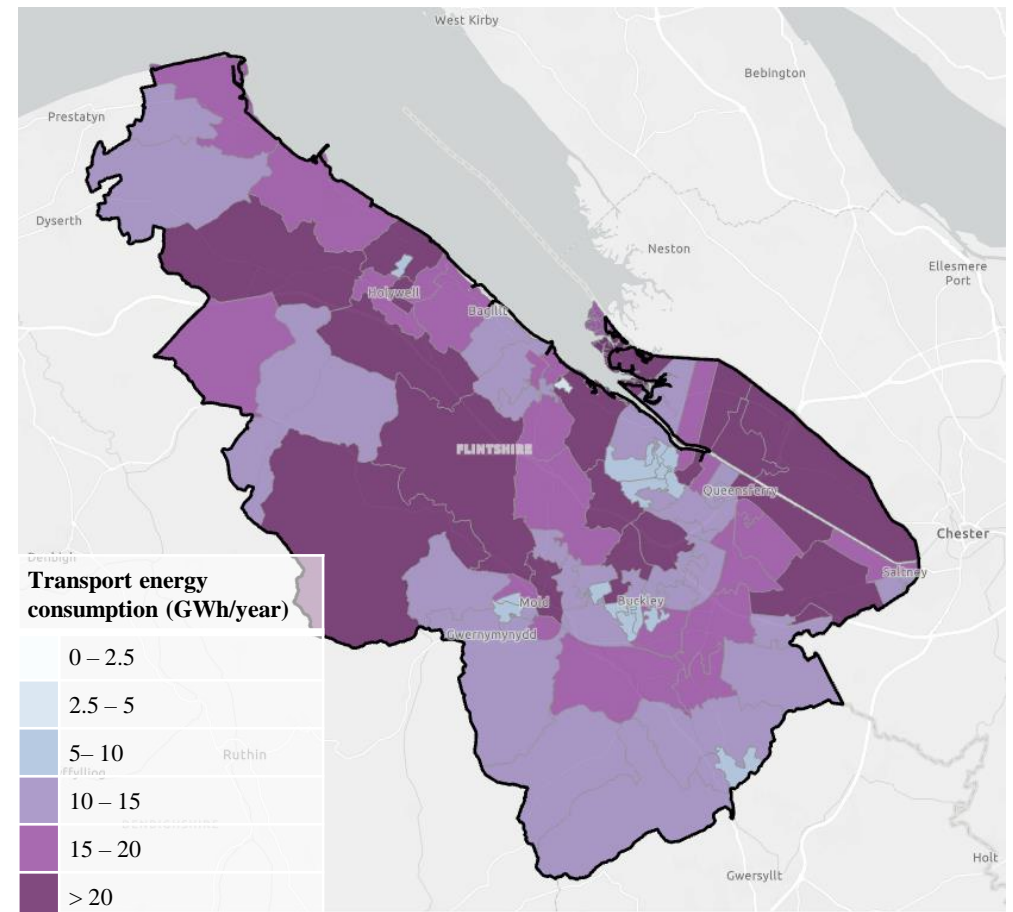 West Kirby
Bebington
Prestatyn
Dyserth
Neston
Ellesmere
Port
Holywell
Bagillt
FLINTSHIRE
Queensferry
Chester
Denbigh
Saltney
Transport energy
consumption (GWh/year)
Mold
Buckley
Gwernymynydd
0 – 2.5
2.5 – 5
5– 10
Ruthin
10 – 15
DENBIGHSHIRE
15 – 20
Holt
Gwersyllt
> 20